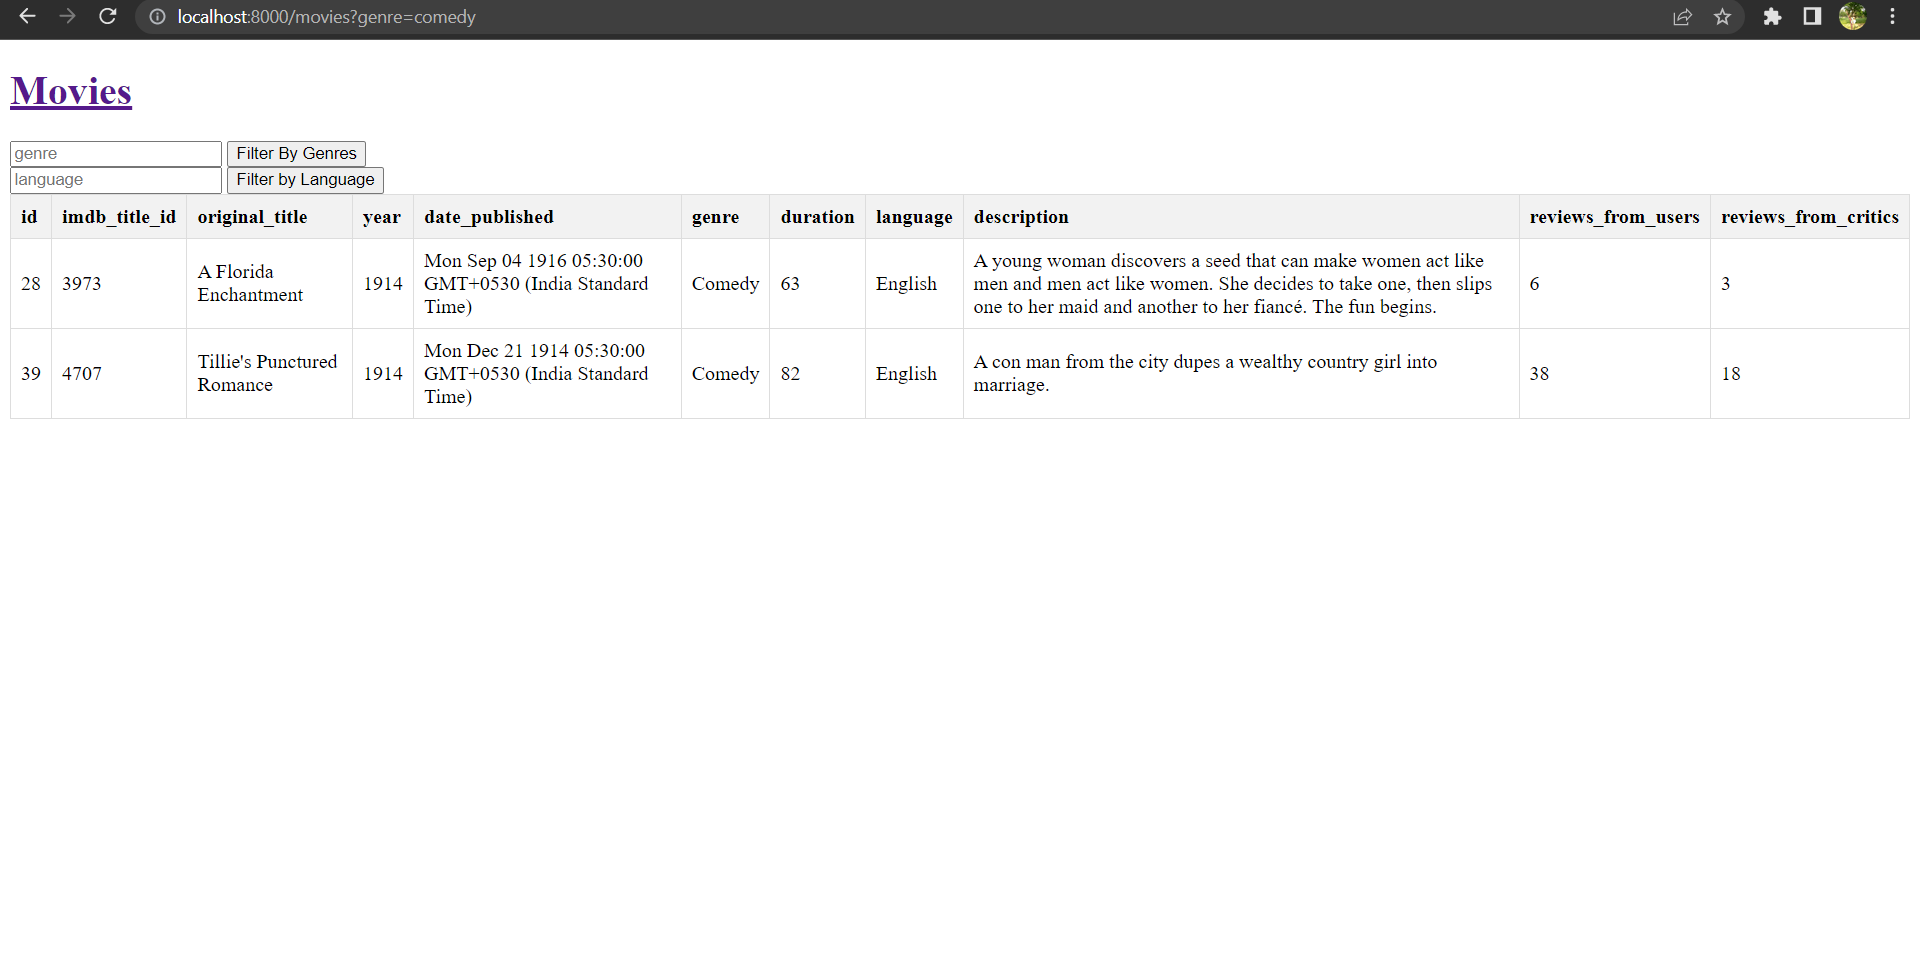 localhost:8000/movies?genre=comedy
Movies
genre Filter By Genres
language Filter by Language
id imdb_title_id original_title year date_published genre duration language description reviews_from_users reviews_from_critics
28 3973 A Florida Enchantment 1914 Mon Sep 04 1916 05:30:00 GMT+0530 (India Standard Time) Comedy 63 English A young woman discovers a seed that can make women act like men and men act like women. She decides to take one, then slips one to her maid and another to her fiancé. The fun begins. 6 3
39 4707 Tillie's Punctured Romance 1914 Mon Dec 21 1914 05:30:00 GMT+0530 (India Standard Time) Comedy 82 English A con man from the city dupes a wealthy country girl into marriage. 38 18